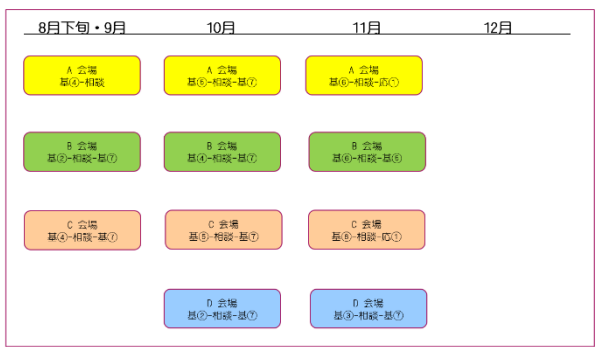 8月下旬・9月 10月 11月 12月
A 会場 A 会場 A 会場
基④-相談 基⑤-相談-基⑦ 基⑥-相談-応①
B 会場 B 会場 B 会場
基②-相談-基⑦ 基④-相談-基⑦ 基⑥-相談-基⑤
C 会場 C 会場 C 会場
基④-相談-基⑦ 基⑤-相談-基⑦ 相談-応①
D 会場 D 会場
基②-相談-基⑦ 基③-相談-基⑦